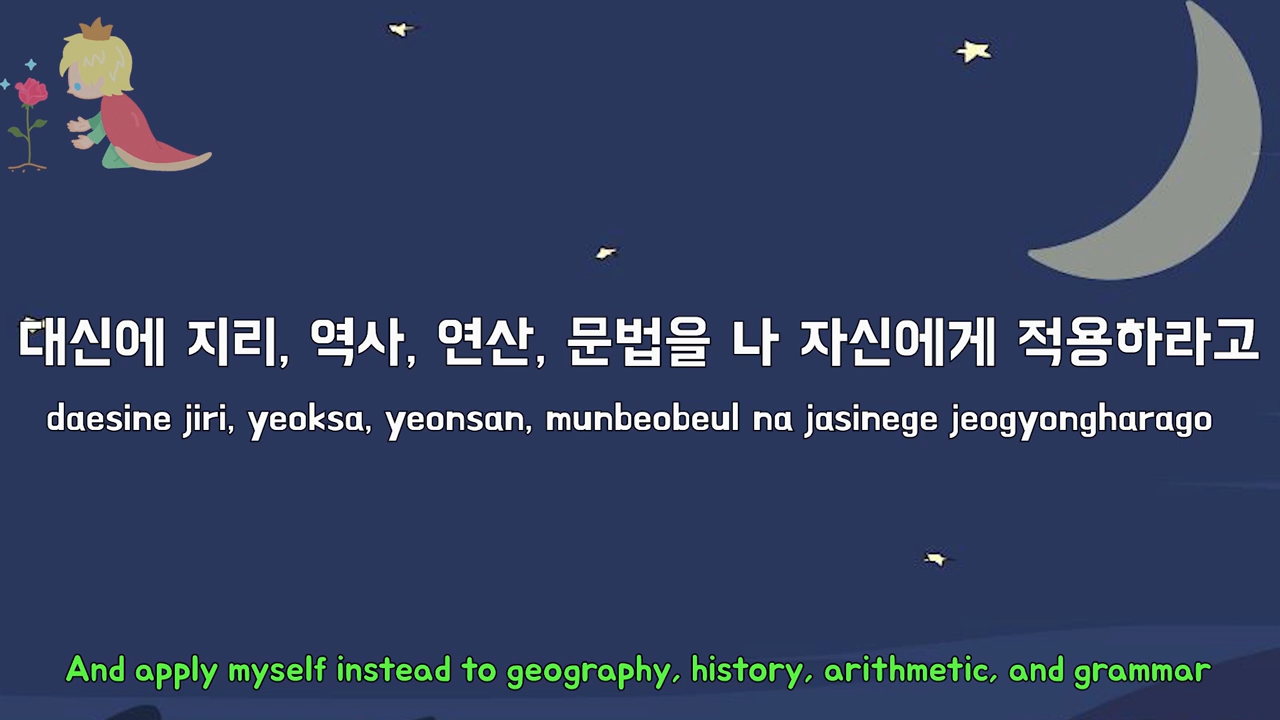 대신에 지리, 역사, 연산, 문법을 나 자신에게 적용하라고
daesine jiri, yeoksa, yeonsan, munbeobeul na jasinege jeogyongharago
And apply myself instead to geography, history, arithmetic, and grammar